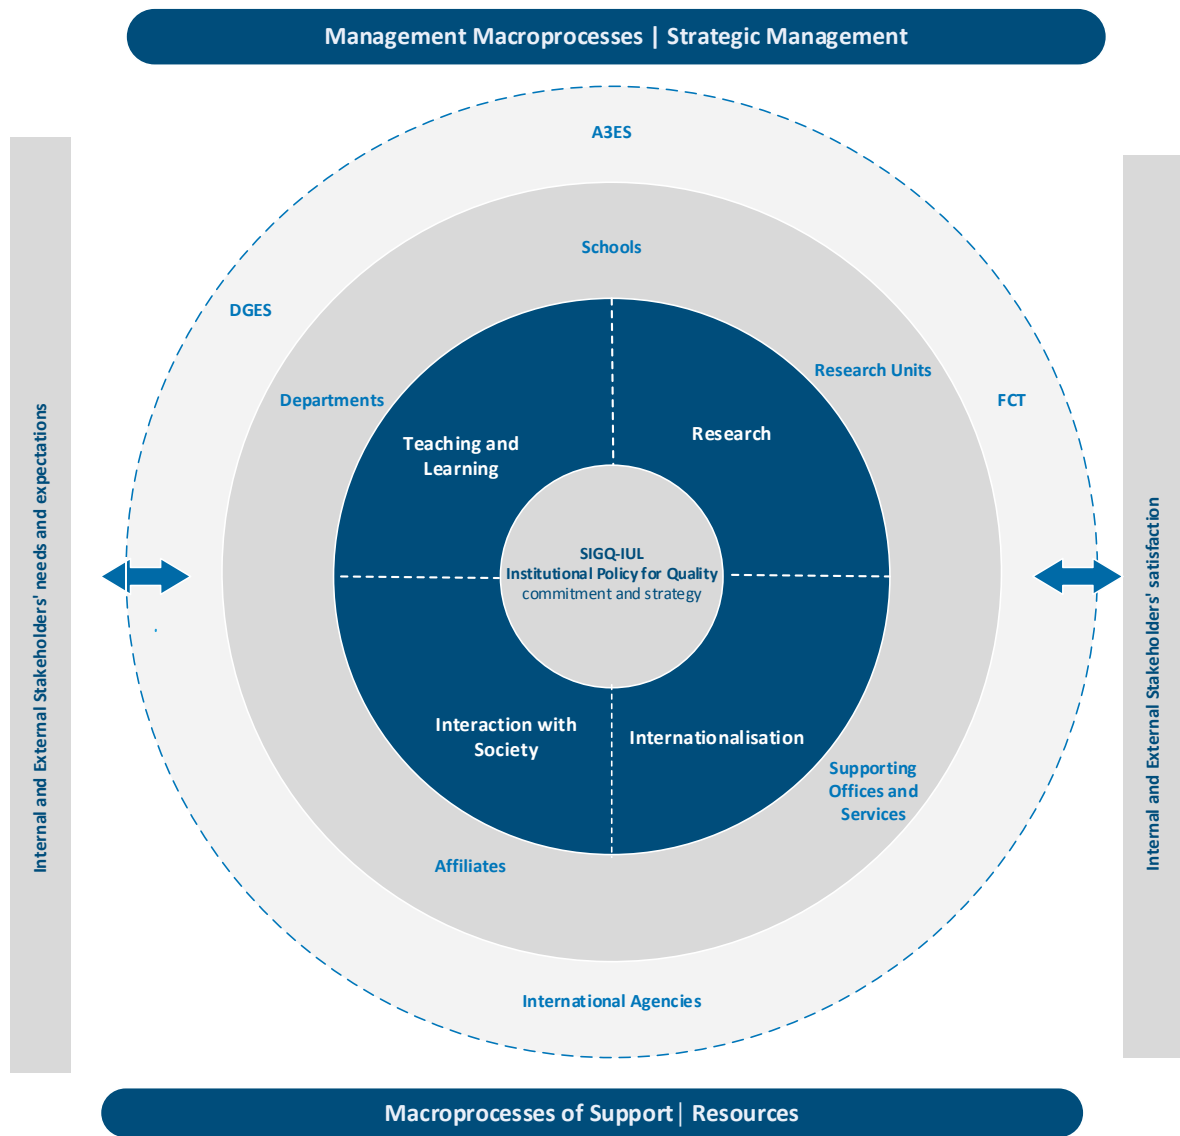 Management Macroprocesses | Strategic Management
A3ES
Schools
DGES
Research Units
Departments
FCT
Teaching and
Learning
Research
Internal and External Stakeholders' needs and expectations
SIGQ-IUL
Institutional Policy for Quality
commitment and strategy
Internal and External Stakeholders' satisfaction
Interaction with
Society
Internationalisation
Supporting
Offices and
Services
Affiliates
International Agencies
Macroprocesses of Support | Resources